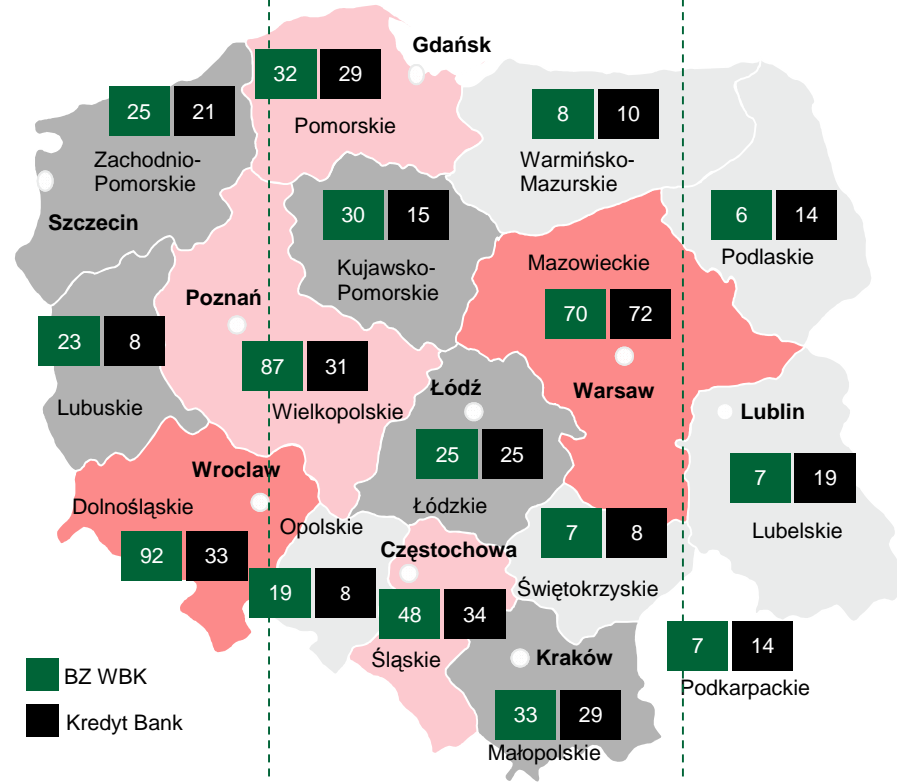 Gdańsk
32 29
Pomorskie
25 21
Zachodnio-
Pomorskie
Szczecin
8 10
Warmińsko-
Mazurskie
6 14
Podlaskie
30 15
Kujawsko-
Pomorskie
Mazowieckie
70 72
Warsaw
Poznań
87 31
Wielkopolskie
23 8
Lubuskie
Łódź
25 25
Łódzkie
Lublin
7 19
Lubelskie
Wroclaw
Dolnośląskie
92 33
Opolskie
19 8
Częstochowa
48 34
Śląskie
7 8
Świętokrzyskie
7 14
Podkarpackie
Kraków
33 29
Małopolskie
BZ WBK
Kredyt Bank